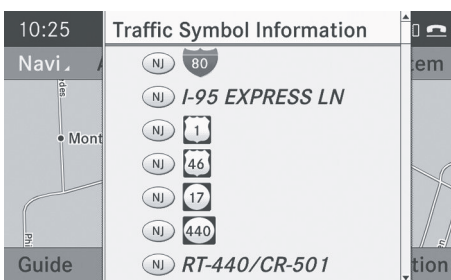 10:25
Traffic Symbol Information
Navi
tem
NJ 80
NJ I-95 EXPRESS LN
NJ 1
Mont
NJ 46
NJ 17
NJ 440
NJ RT-440/CR-501
Guide
tion